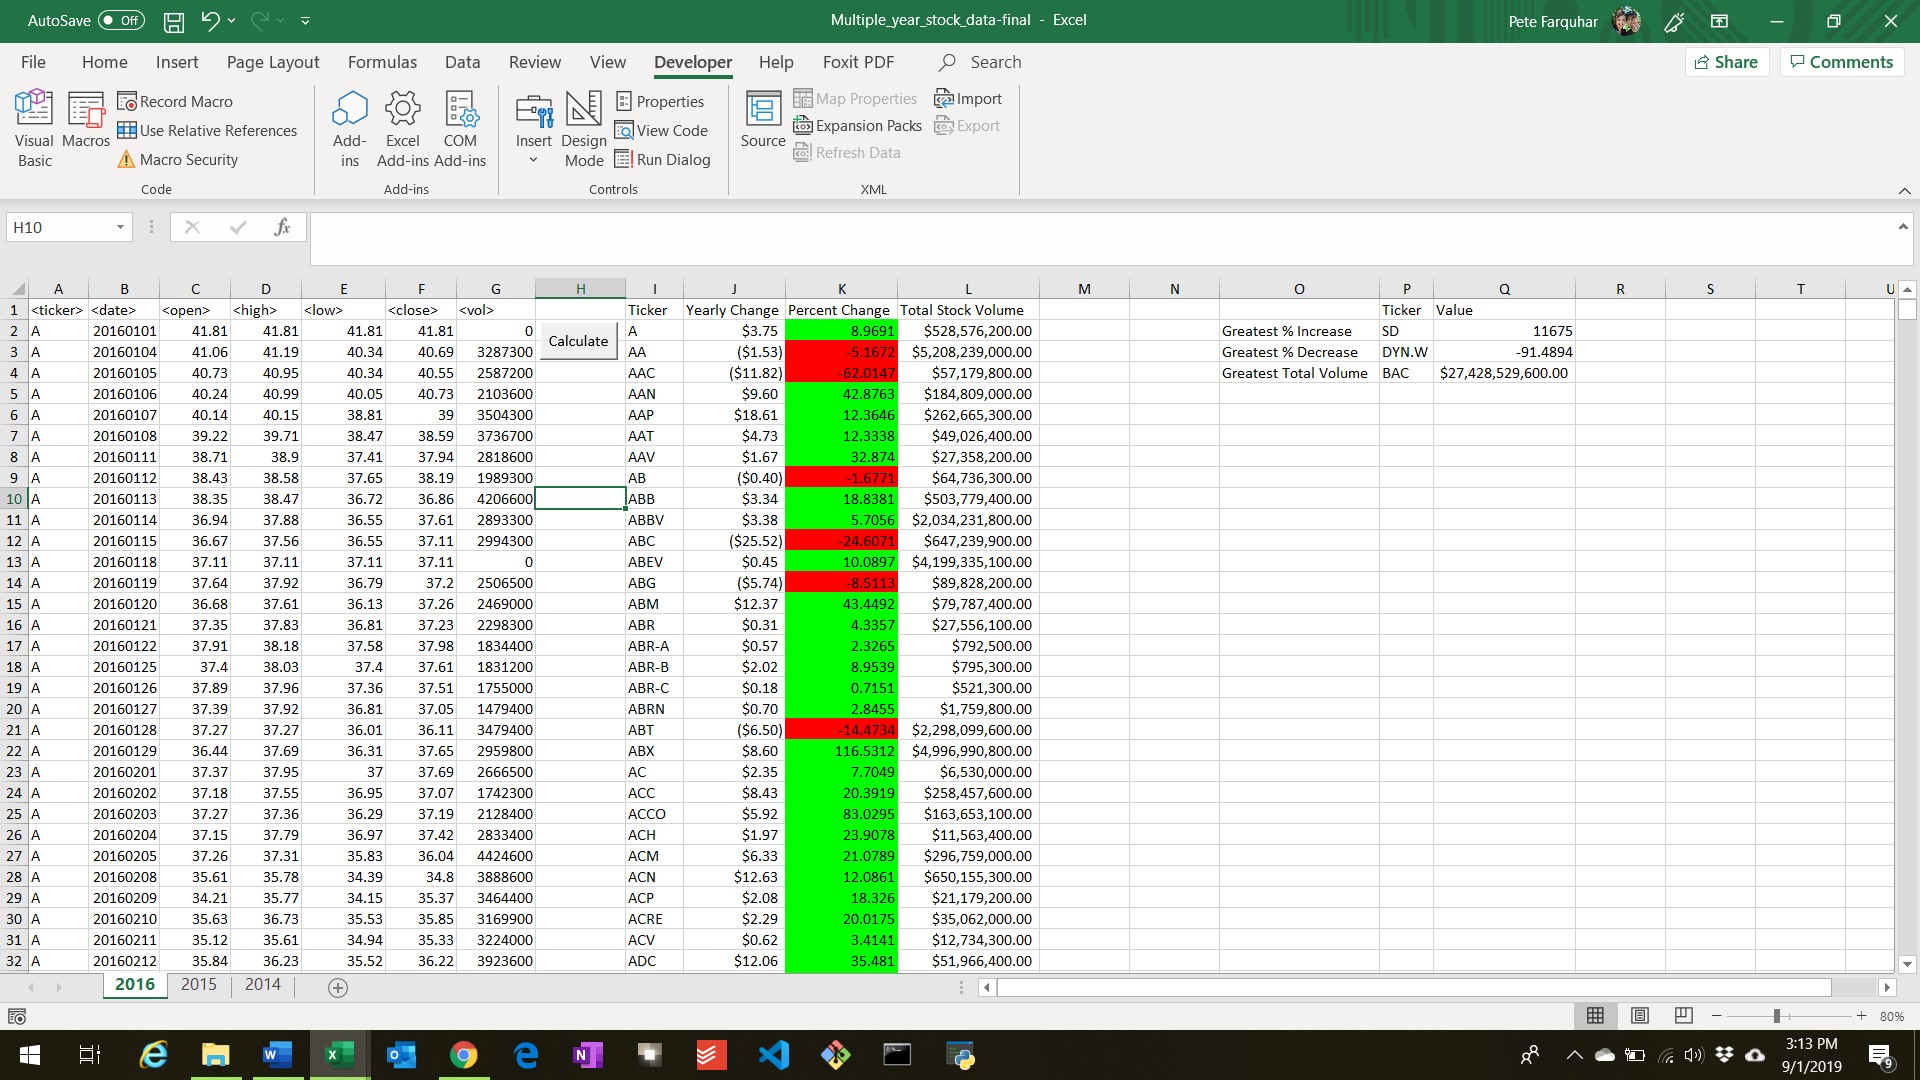 AutoSave Off Multiple_year_stock_data-final - Excel Pete Farquhar
File Home Insert Page Layout Formulas Data Review View Developer Help Foxit PDF Search Share Comments
Visual Basic Macros Record Macro Use Relative References Macro Security Add-ins Excel Add-ins COM Add-ins Insert Design Mode Properties View Code Run Dialog Source Map Properties Expansion Packs Refresh Data Import Export
Code Add-ins Controls XML
H10 fx
A B C D E F G H I J K L M N O P Q R S T U
1 <ticker> <date> <open> <high> <low> <close> <vol> Ticker Yearly Change Percent Change Total Stock Volume Ticker Value
2 A 20160101 41.81 41.81 41.81 41.81 0 Calculate A $3.75 8.9691 $528,576,200.00 Greatest % Increase SD 11675
3 A 20160104 41.06 41.19 40.34 40.69 3287300 AA ($1.53) -5.1672 $5,208,239,000.00 Greatest % Decrease DYN.W -91.4894
4 A 20160105 40.73 40.95 40.34 40.55 2587200 AAC ($11.82) -62.0147 $57,179,800.00 Greatest Total Volume BAC $27,428,529,600.00
5 A 20160106 40.24 40.99 40.05 40.73 2103600 AAN $9.60 42.8763 $184,809,000.00
6 A 20160107 40.14 40.15 38.81 39 3504300 AAP $18.61 12.3646 $262,665,300.00
7 A 20160108 39.22 39.71 38.47 38.59 3736700 AAT $4.73 12.3338 $49,026,400.00
8 A 20160111 38.71 38.9 37.41 37.94 2818600 AAV $1.67 32.874 $27,358,200.00
9 A 20160112 38.43 38.58 37.65 38.19 1989300 AB ($0.40) -1.6771 $64,736,300.00
10 A 20160113 38.35 38.47 36.72 36.86 4206600 ABB $3.34 18.8381 $503,779,400.00
11 A 20160114 36.94 37.88 36.55 37.61 2893300 ABBV $3.38 5.7056 $2,034,231,800.00
12 A 20160115 36.67 37.56 36.55 37.11 2994300 ABC ($25.52) -24.6071 $647,239,900.00
13 A 20160118 37.11 37.11 37.11 37.11 0 ABEV $0.45 10.0897 $4,199,335,100.00
14 A 20160119 37.64 37.92 36.79 37.2 2506500 ABG ($5.74) -8.5113 $89,828,200.00
15 A 20160120 36.68 37.61 36.13 37.26 2469000 ABM $12.37 43.4492 $79,787,400.00
16 A 20160121 37.35 37.83 36.81 37.23 2298300 ABR $0.31 4.3357 $27,556,100.00
17 A 20160122 37.91 38.18 37.58 37.98 1834400 ABR-A $0.57 2.3265 $792,500.00
18 A 20160125 37.4 38.03 37.4 37.61 1831200 ABR-B $2.02 8.9539 $795,300.00
19 A 20160126 37.89 37.96 37.36 37.51 1755000 ABR-C $0.18 0.7151 $521,300.00
20 A 20160127 37.39 37.92 36.81 37.05 1479400 ABRN $0.70 2.8455 $1,759,800.00
21 A 20160128 37.27 37.27 36.01 36.11 3479400 ABT ($6.50) -14.4734 $2,298,099,600.00
22 A 20160129 36.44 37.69 36.31 37.65 2959800 ABX $8.60 116.5312 $4,996,990,800.00
23 A 20160201 37.37 37.95 37 37.69 2666500 AC $2.35 7.7049 $6,530,000.00
24 A 20160202 37.18 37.55 36.95 37.07 1742300 ACC $8.43 20.3919 $258,457,600.00
25 A 20160203 37.27 37.36 36.29 37.19 2128400 ACCO $5.92 83.0295 $163,653,100.00
26 A 20160204 37.15 37.79 36.97 37.42 2833400 ACH $1.97 23.9078 $11,563,400.00
27 A 20160205 37.26 37.31 35.83 36.04 4424600 ACM $6.33 21.0789 $296,759,000.00
28 A 20160208 35.61 35.78 34.39 34.8 3888600 ACN $12.63 12.0861 $650,155,300.00
29 A 20160209 34.21 35.77 34.15 35.37 3464400 ACP $2.08 18.326 $21,179,200.00
30 A 20160210 35.63 36.73 35.53 35.85 3169900 ACRE $2.29 20.0175 $35,062,000.00
31 A 20160211 35.12 35.61 34.94 35.33 3224000 ACV $0.62 3.4141 $12,734,300.00
32 A 20160212 35.84 36.23 35.52 36.22 3923600 ADC $12.06 35.481 $51,966,400.00
2016 2015 2014
80%
3:13 PM
9/1/2019
9